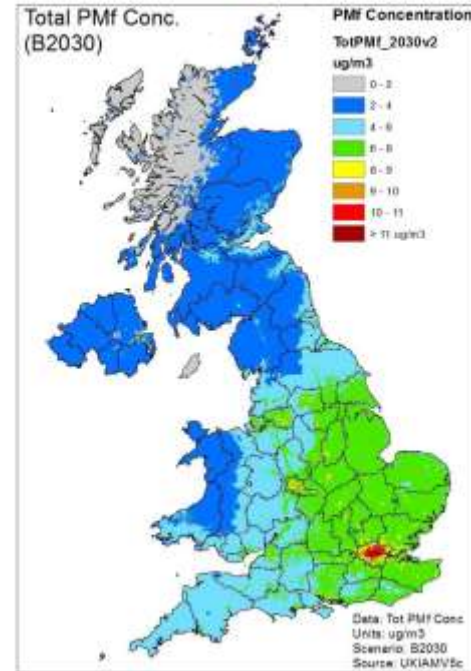 Total PMf Conc.
(B2030)
PMf Concentration
TotPMf_2030v2
ug/m3
0 - 2
2 - 4
4 - 6
6 - 8
8 - 9
9 - 10
10 - 11
> 11 ug/m3
Data: Tot PMf Conc
Units: ug/m3
Scenario: B2030
Source: UKIAMV5c